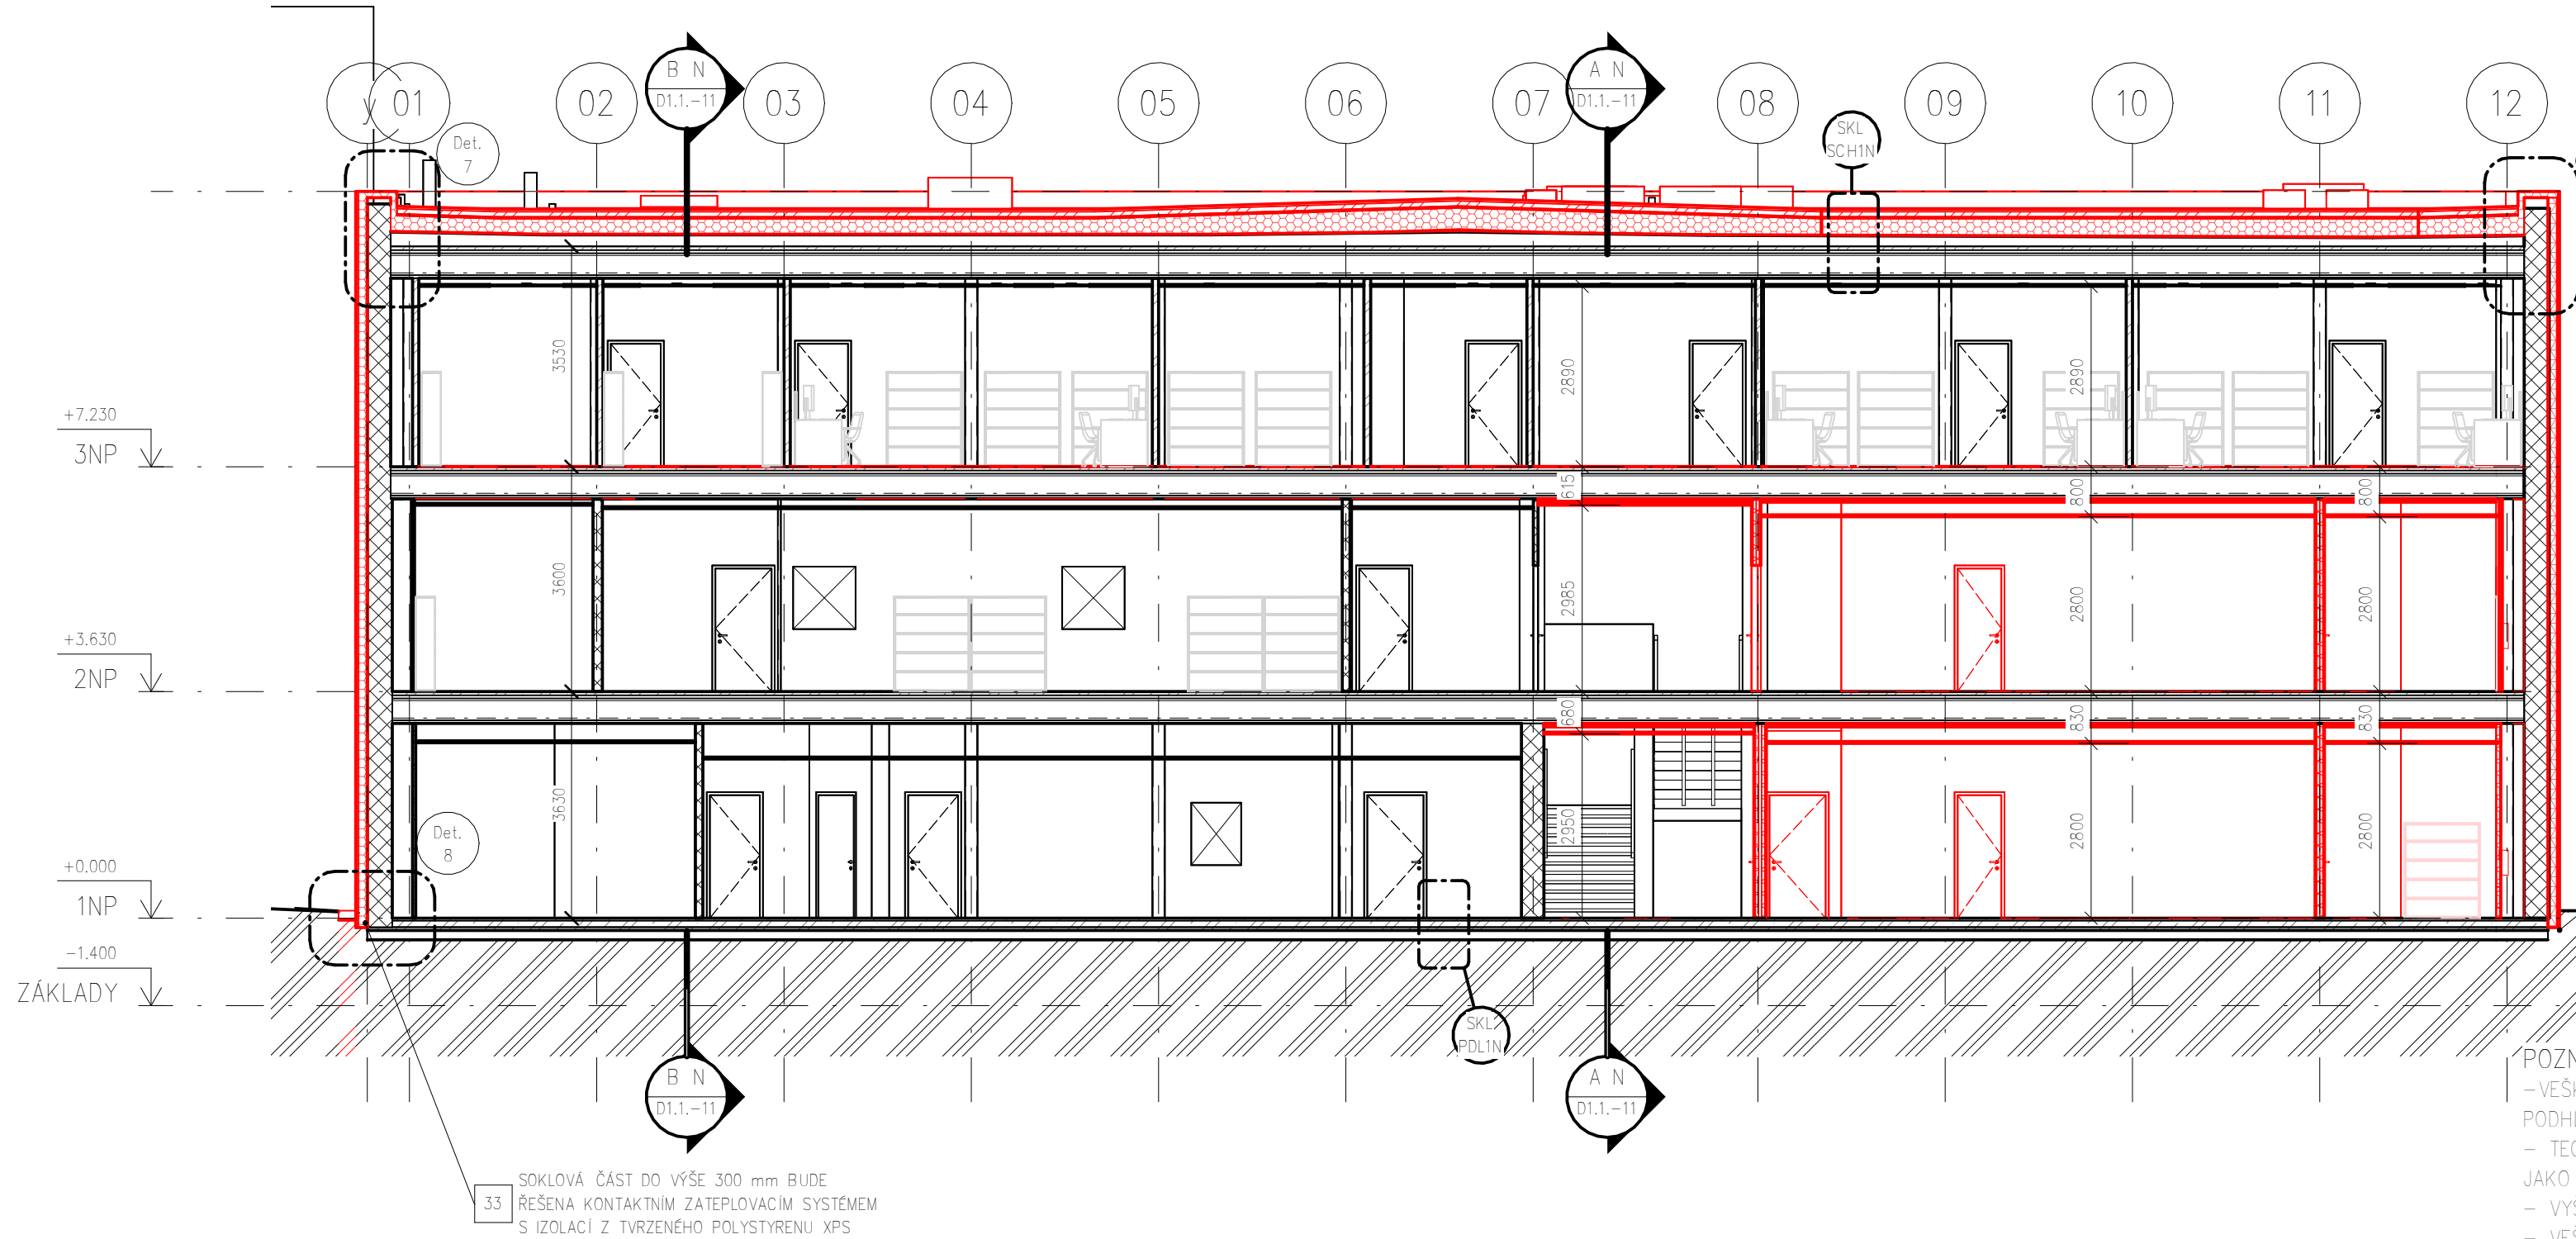 y
01
02
B N
D1.1.-11
03
04
05
06
07
A N
D1.1.-11
08
SKL
SCH1N
09
10
11
12
Det.
7
3530
2890
2890
+7.230
3NP
615
800
800
3600
2985
2800
2800
+3.630
2NP
680
830
830
3630
2950
2800
2800
Det.
8
+0.000
1NP
-1.400
ZÁKLADY
SKL
PDL1N
B N
D1.1.-11
A N
D1.1.-11
33
SOKLOVÁ ČÁST DO VÝŠE 300 mm BUDE
ŘEŠENA KONTAKTNÍM ZATEPLOVACÍM SYSTÉMEM
S IZOLACÍ Z TVRZENÉHO POLYSTYRENU XPS
JAKO